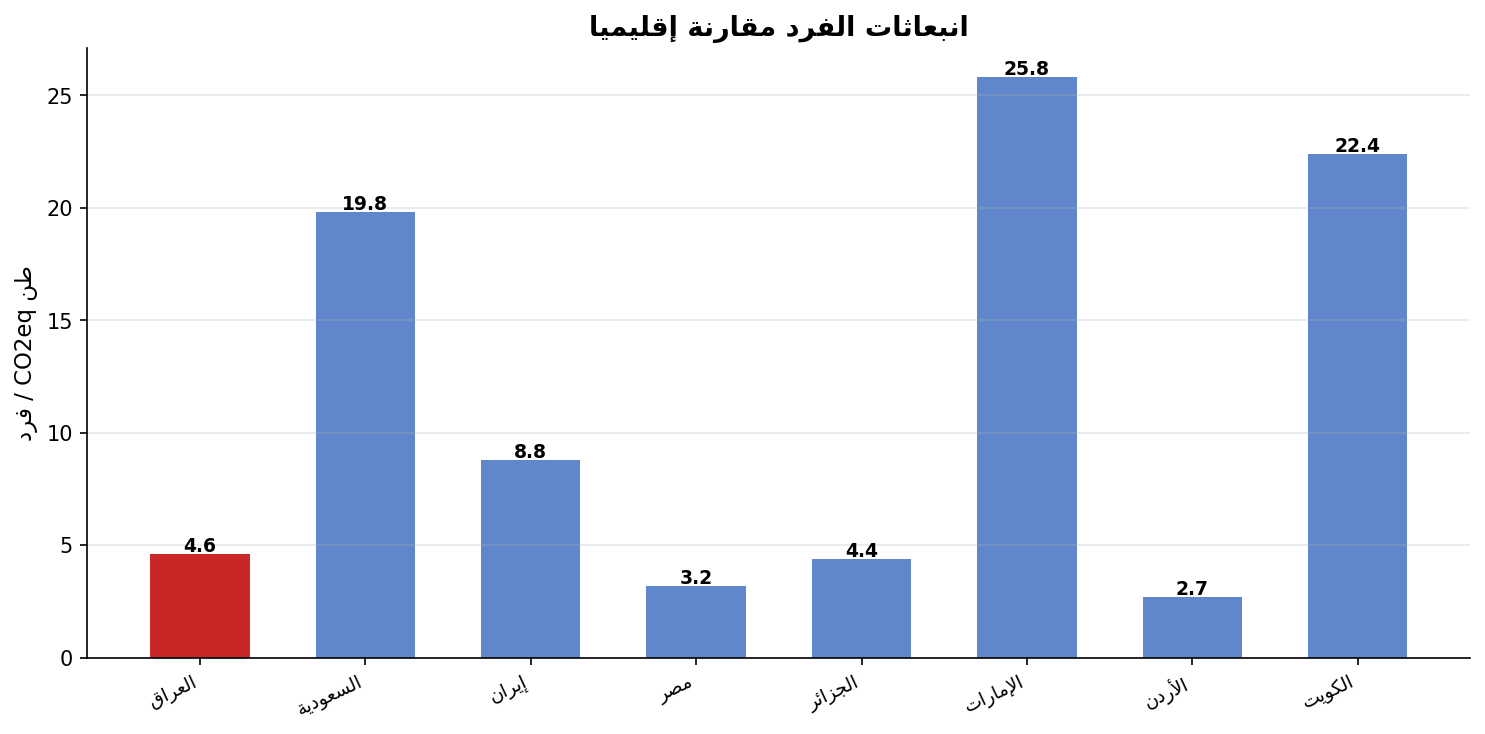 انبعاثات الفرد مقارنة إقليميا
طن CO2eq / فرد
25
20
15
10
5
0
4.6
19.8
8.8
3.2
4.4
25.8
2.7
22.4
العراق
السعودية
إيران
مصر
الجزائر
الإمارات
الأردن
الكويت